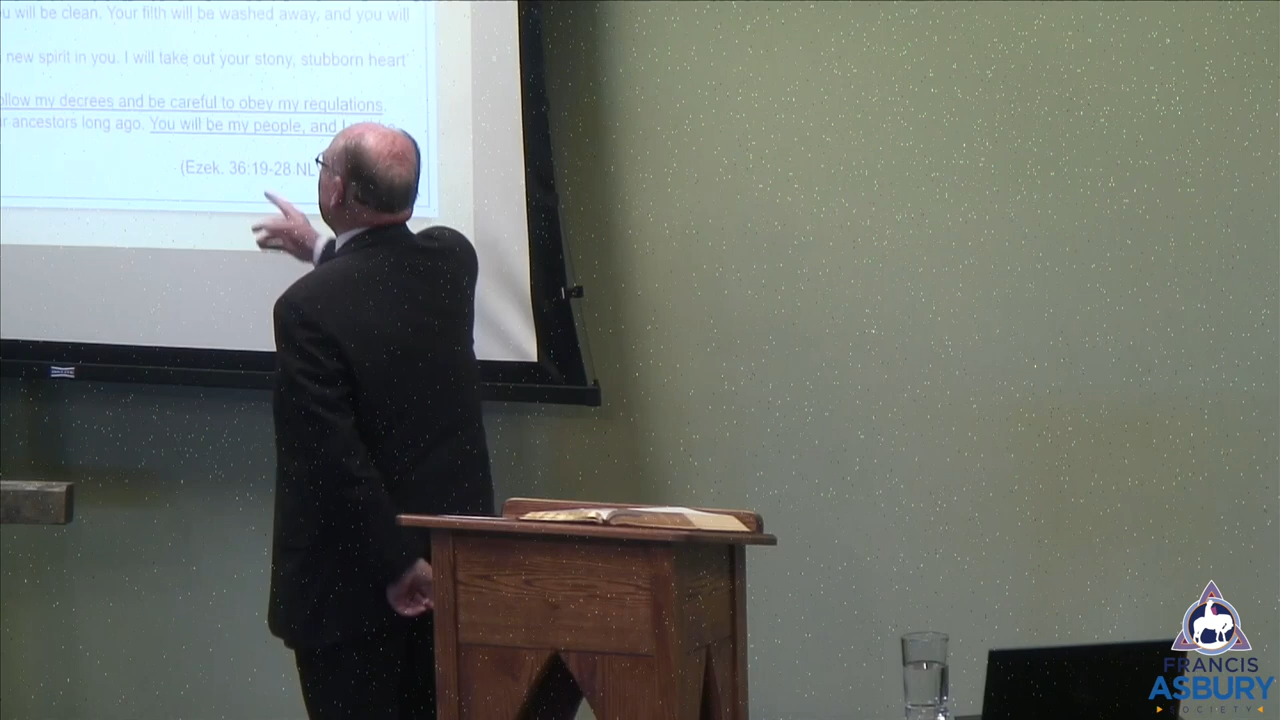 u will be clean. Your filth will be washed away, and you will
new spirit in you. I will take out your stony, stubborn heart
ollow my decrees and be careful to obey my regulations.
r ancestors long ago. You will be my people, and I
(Ezek. 36:19-28 NL
FRANCIS
ASBURY
SOCIETY